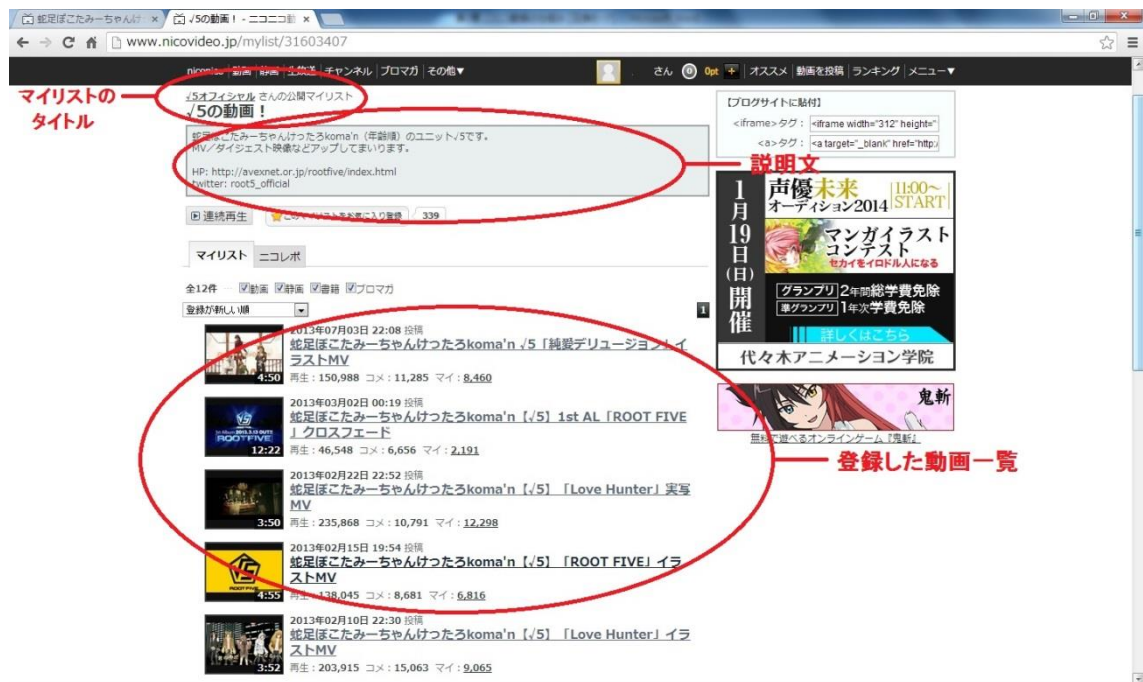 蛇足ぽこたみーちゃんけ
√5の動画！ - ニコニコ動
www.nicovideo.jp/mylist/31603407
niconico 動画 静画 生放送 チャンネル ブロマガ その他▼
さん 0pt + オススメ 動画を投稿 ランキング メニュー▼
マイリストの
タイトル
√5オフィシャル さんの公開マイリスト
√5の動画！
蛇足ぽこたみーちゃんけったろkoma'n（年齢順）のユニット√5です。
MV／ダイジェスト映像などアップしてまいります。
HP: http://avexnet.or.jp/rootfive/index.html
twitter: root5_official
説明文
【ブログサイトに貼付】
<iframe>タグ： <iframe width="312" height="
<a>タグ： <a target="_blank" href="http:/
連続再生
このマイリストをお気に入り登録 339
マイリスト ニコレポ
全12件 動画 静画 書籍 ブロマガ
登録が新しい順
1
2013年07月03日 22:08 投稿
蛇足ぽこたみーちゃんけったろkoma'n √5「純愛デリュージョン」イ
ラストMV
4:50
再生：150,988 コメ：11,285 マイ：8,460
2013年03月02日 00:19 投稿
蛇足ぽこたみーちゃんけったろkoma'n【√5】1st AL「ROOT FIVE
」クロスフェード
ROOTFIVE
12:22
再生：46,548 コメ：6,656 マイ：2,191
2013年02月22日 22:52 投稿
蛇足ぽこたみーちゃんけったろkoma'n【√5】「Love Hunter」実写
MV
3:50
再生：235,868 コメ：10,791 マイ：12,298
2013年02月15日 19:54 投稿
蛇足ぽこたみーちゃんけったろkoma'n【√5】「ROOT FIVE」イラ
ストMV
ROOT FIVE
4:55
再生：138,045 コメ：8,681 マイ：6,816
2013年02月10日 22:30 投稿
蛇足ぽこたみーちゃんけったろkoma'n【√5】「Love Hunter」イラ
ストMV
3:52
再生：203,915 コメ：15,063 マイ：9,065
登録した動画一覧
1月19日(日)開催
声優未来
オーディション2014
11:00～
START
マンガイラスト
コンテスト
セカイをイロドル人になる
グランプリ 2年間総学費免除
準グランプリ 1年次学費免除
詳しくはこちら
代々木アニメーション学院
鬼斬
無料で遊べるオンラインゲーム『鬼斬』